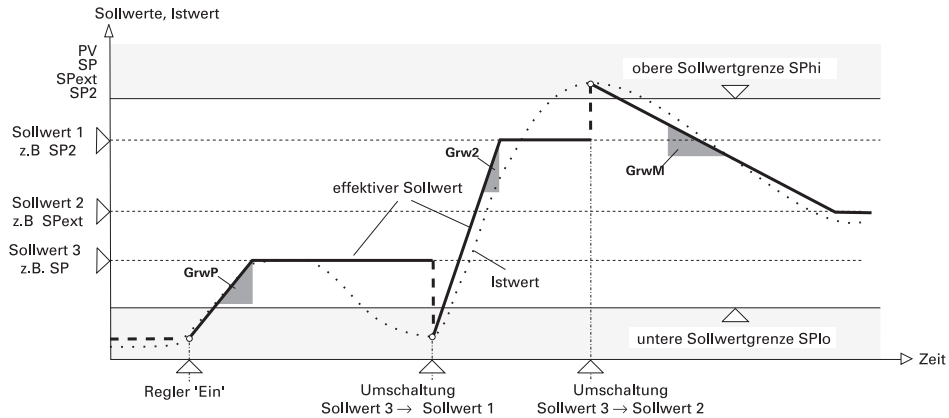 Sollwerte, Istwert
PV
SP
SPext
SP2
obere Sollwertgrenze SPhi
Sollwert 1
z.B SP2
Grw2
GrwM
effektiver Sollwert
Sollwert 2
z.B SPext
Sollwert 3
z.B. SP
GrwP
Istwert
untere Sollwertgrenze SPlo
Zeit
Regler 'Ein'
Umschaltung
Sollwert 3 → Sollwert 1
Umschaltung
Sollwert 3 → Sollwert 2